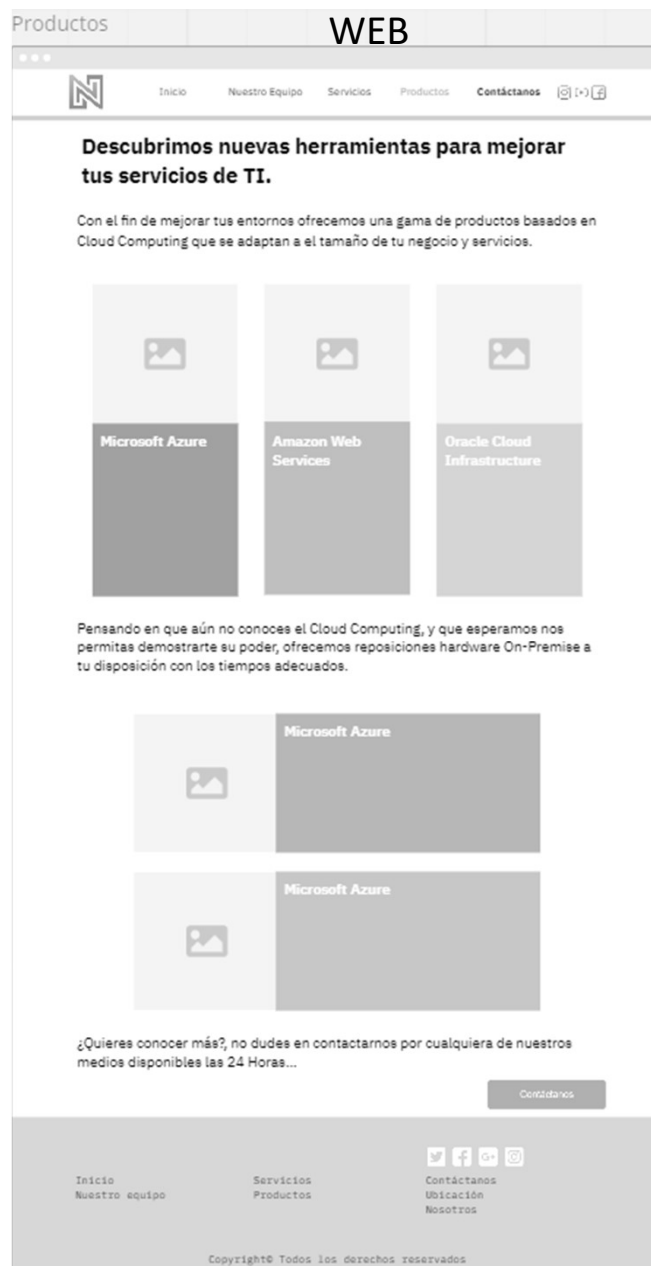 Productos
WEB
Inicio Nuestro Equipo Servicios Productos Contáctanos
Descubrimos nuevas herramientas para mejorar
tus servicios de TI.
Con el fin de mejorar tus entornos ofrecemos una gama de productos basados en
Cloud Computing que se adaptan a el tamaño de tu negocio y servicios.
Microsoft Azure
Amazon Web
Services
Oracle Cloud
Infrastructure
Pensando en que aún no conoces el Cloud Computing, y que esperamos nos
permitas demostrarte su poder, ofrecemos reposiciones hardware On-Premise a
tu disposición con los tiempos adecuados.
Microsoft Azure
Microsoft Azure
¿Quieres conocer más?, no dudes en contactarnos por cualquiera de nuestros
medios disponibles las 24 Horas...
Contáctanos
Inicio Servicios Contáctanos
Nuestro equipo Productos Ubicación
Nosotros
Copyright© Todos los derechos reservados